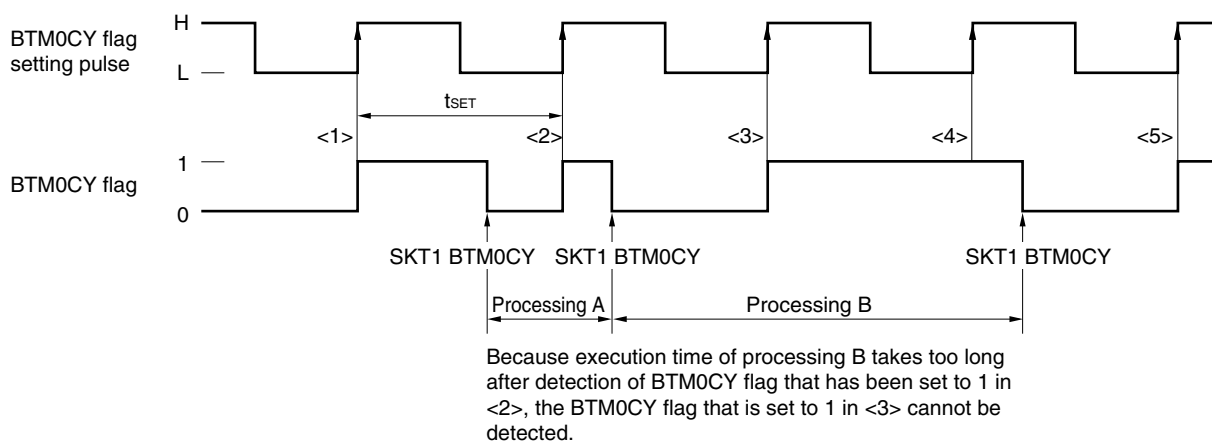 BTM0CY flag
setting pulse
H
L
tSET
<1>
<2>
<3>
<4>
<5>
BTM0CY flag
1
0
SKT1 BTM0CY
SKT1 BTM0CY
SKT1 BTM0CY
Processing A
Processing B
Because execution time of processing B takes too long
after detection of BTM0CY flag that has been set to 1 in
<2>, the BTM0CY flag that is set to 1 in <3> cannot be
detected.